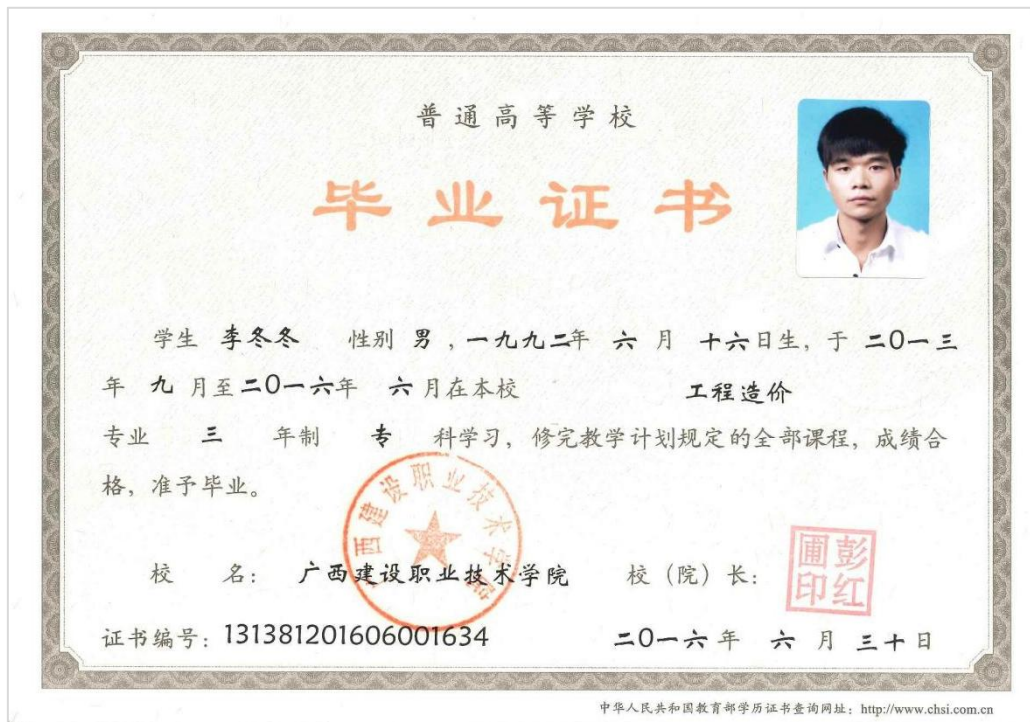 普通高等学校
毕业证书
学生 李冬冬 性别 男 ,一九九二年 六 月 十六日生, 于 二〇一三
年 九 月至二〇一六年 六月在本校 工程造价
专业 三 年制 专 科学习, 修完教学计划规定的全部课程, 成绩合
格, 准予毕业。
广西建设职业技术学院
校 名: 广西建设职业技术学院 校(院)长:
彭红圃印
证书编号: 131381201606001634 二〇一六年 六 月 三十日
中华人民共和国教育部学历证书查询网址: http://www.chsi.com.cn